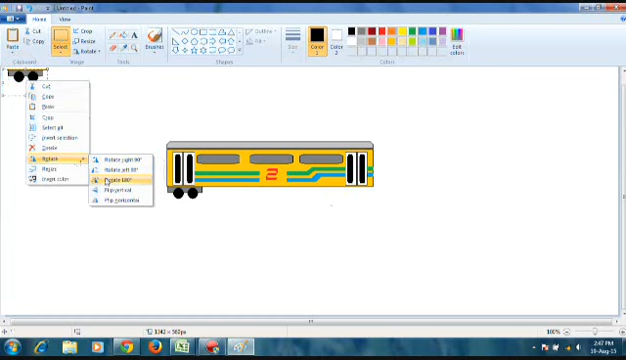 Untitled - Paint
Home
View
Paste
Cut
Copy
Select
Crop
Resize
Rotate
Brushes
Outline
Fill
Size
Color 1
Color 2
Edit colors
Clipboard
Image
Tools
Shapes
Colors
Cut
Copy
Paste
Crop
Select all
Invert selection
Delete
Rotate
Resize
Invert color
Rotate right 90°
Rotate left 90°
Rotate 180°
Flip vertical
Flip horizontal
2
100%
2:47 PM